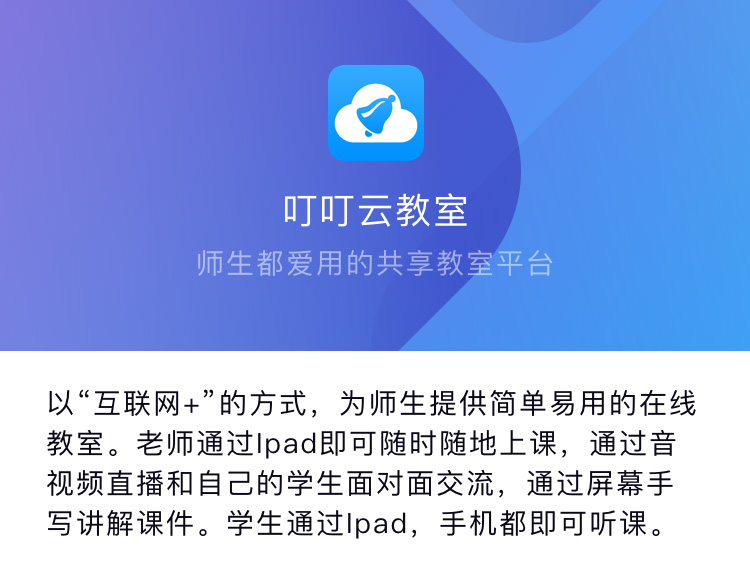 叮叮云教室
师生都爱用的共享教室平台
以“互联网+”的方式，为师生提供简单易用的在线
教室。老师通过Ipad即可随时随地上课，通过音
视频直播和自己的学生面对面交流，通过屏幕手
写讲解课件。学生通过Ipad，手机都即可听课。